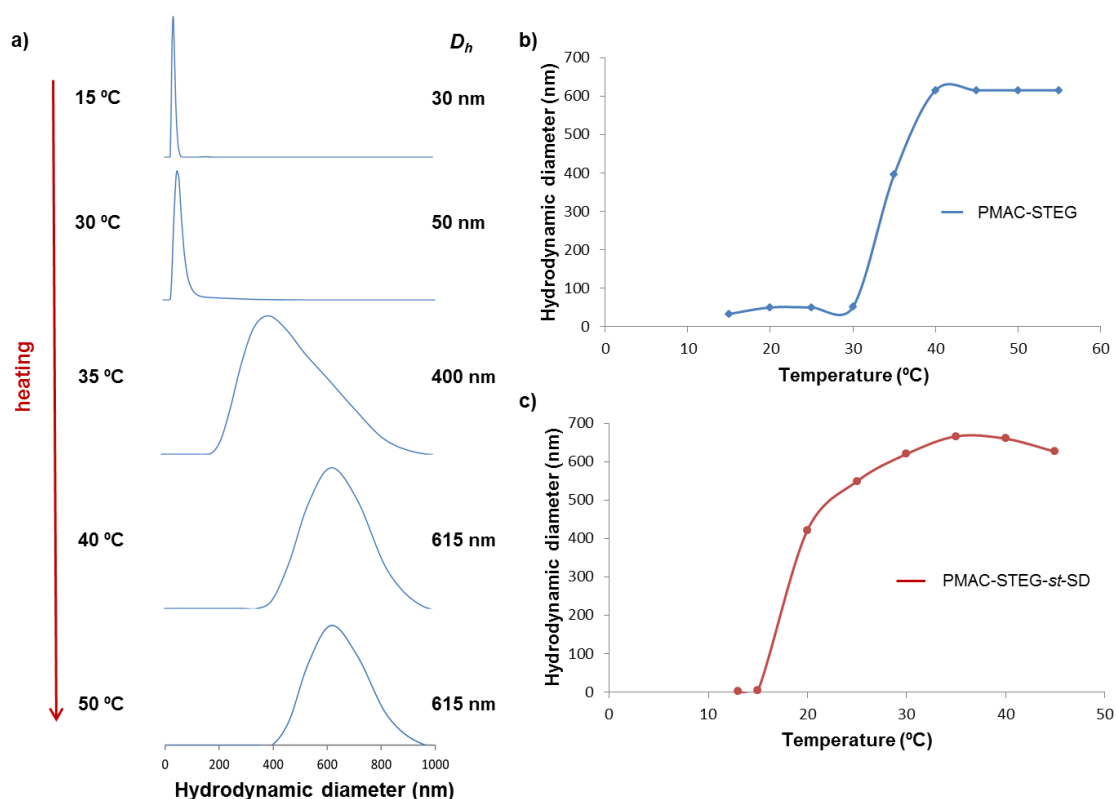 a)
D_h
heating
15 ºC
30 nm
30 ºC
50 nm
35 ºC
400 nm
40 ºC
615 nm
50 ºC
615 nm
0 200 400 600 800 1000
Hydrodynamic diameter (nm)
b)
Hydrodynamic diameter (nm)
700
600
500
400
300
200
100
0
PMAC-STEG
0 10 20 30 40 50 60
Temperature (ºC)
c)
Hydrodynamic diameter (nm)
700
600
500
400
300
200
100
0
PMAC-STEG-st-SD
0 10 20 30 40 50
Temperature (ºC)